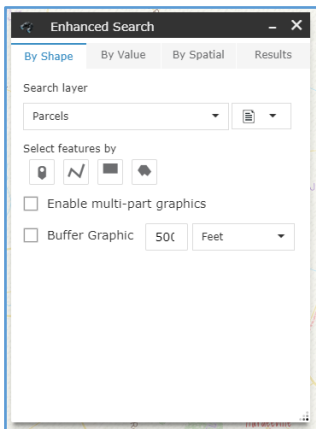 Enhanced Search
By Shape By Value By Spatial Results
Search layer
Parcels
Select features by
Enable multi-part graphics
Buffer Graphic 500 Feet